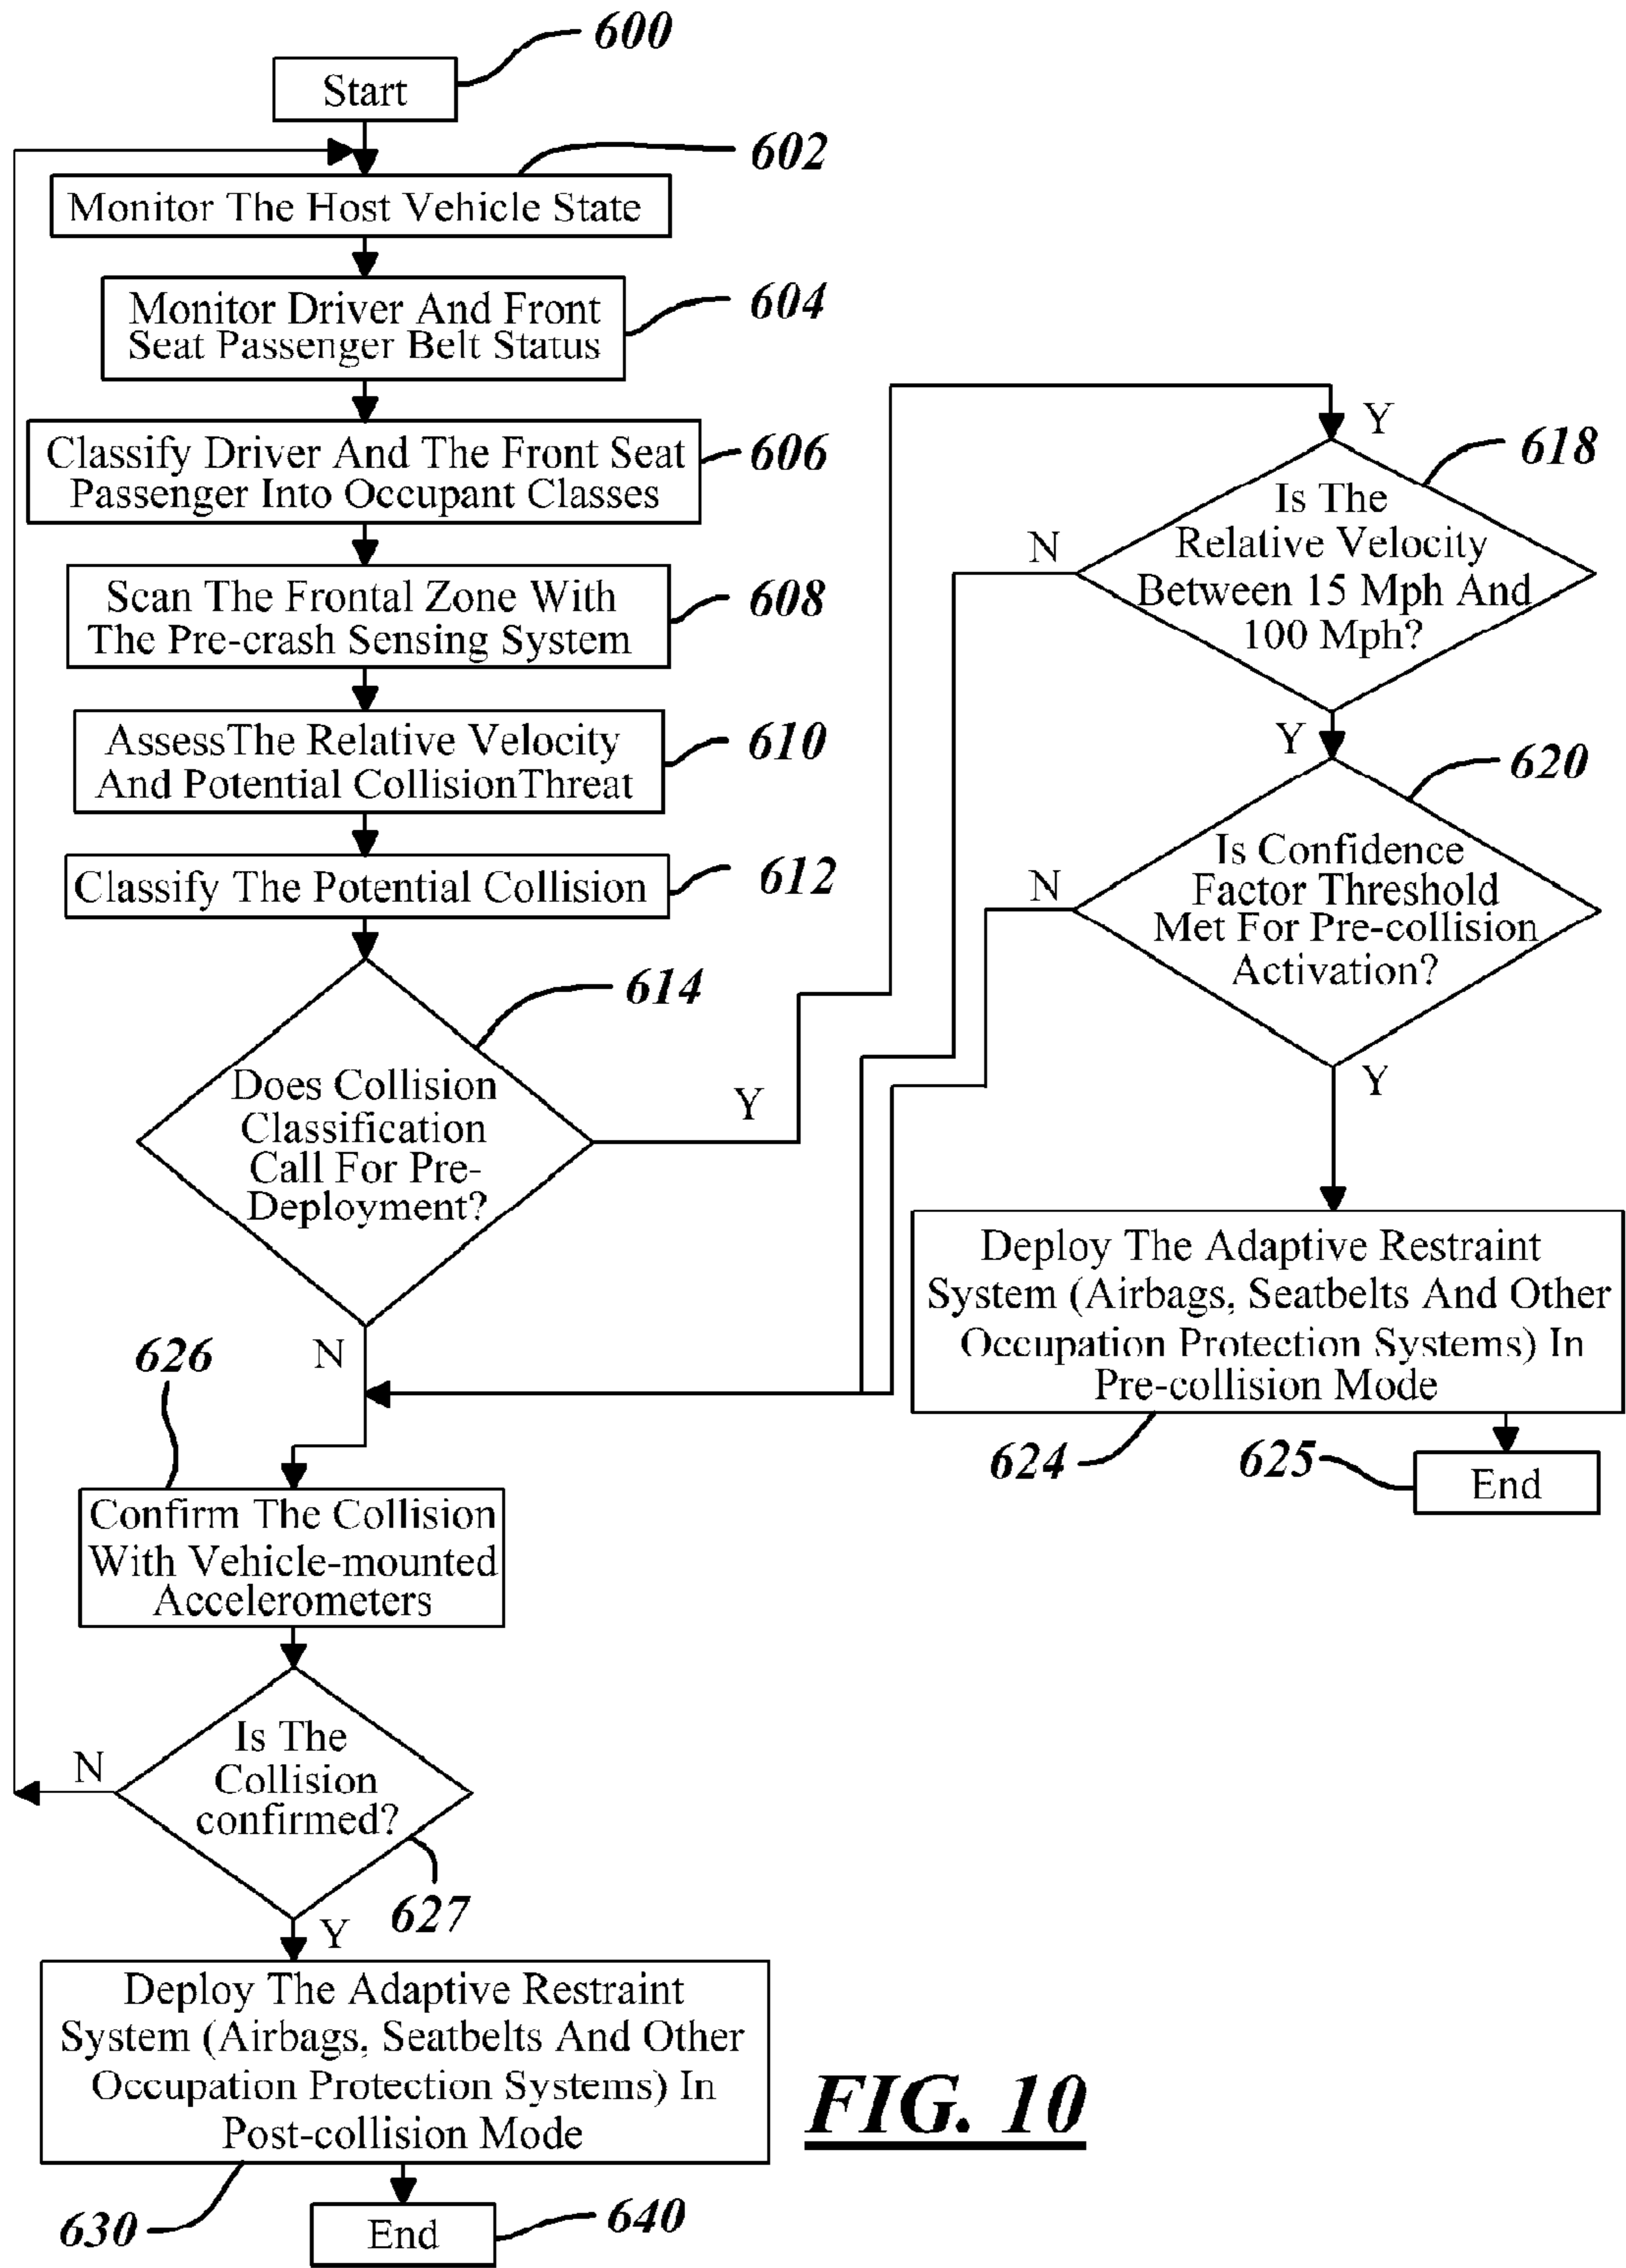 600
Start
602
Monitor The Host Vehicle State
604
Monitor Driver And Front
Seat Passenger Belt Status
606
Classify Driver And The Front Seat
Passenger Into Occupant Classes
608
Scan The Frontal Zone With
The Pre-crash Sensing System
610
AssessThe Relative Velocity
And Potential CollisionThreat
612
Classify The Potential Collision
614
Does Collision
Classification
Call For Pre-
Deployment?
Y
N
Y
618
Is The
Relative Velocity
Between 15 Mph And
100 Mph?
N
Y
620
Is Confidence
Factor Threshold
Met For Pre-collision
Activation?
N
Y
Deploy The Adaptive Restraint
System (Airbags, Seatbelts And Other
Occupation Protection Systems) In
Pre-collision Mode
624
625
End
626
Confirm The Collision
With Vehicle-mounted
Accelerometers
Is The
Collision
confirmed?
N
627
Y
Deploy The Adaptive Restraint
System (Airbags, Seatbelts And Other
Occupation Protection Systems) In
Post-collision Mode
630
End
640
FIG. 10